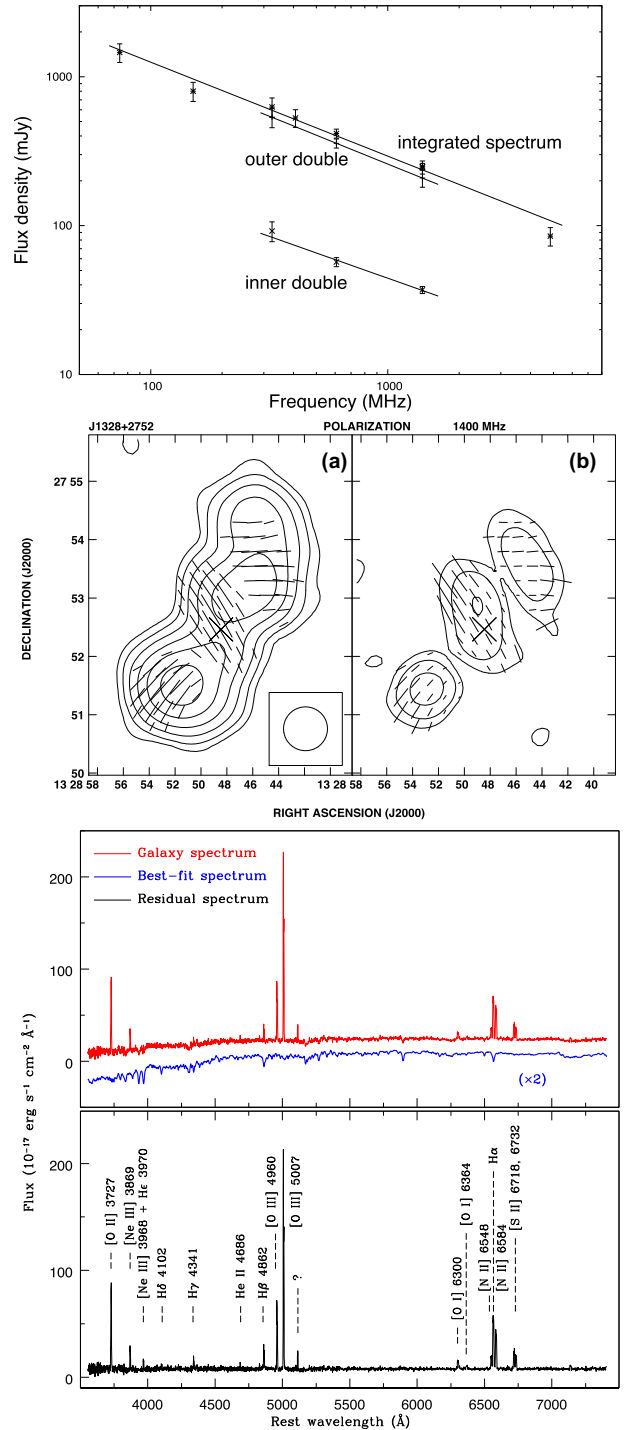 1000
100
10
Flux density (mJy)
integrated spectrum
outer double
inner double
100
1000
Frequency (MHz)
J1328+2752 POLARIZATION 1400 MHz
(a) (b)
27 55
54
53
52
51
50
DECLINATION (J2000)
13 28 58 56 54 52 50 48 46 44 13 28 58 56 54 52 50 48 46 44 42 40
RIGHT ASCENSION (J2000)
Galaxy spectrum
Best-fit spectrum
Residual spectrum
200
100
0
(×2)
Flux (10⁻¹⁷ erg s⁻¹ cm⁻² Å⁻¹)
200
100
0
[O II] 3727
[Ne III] 3869
[Ne III] 3968 + Hε 3970
Hδ 4102
Hγ 4341
He II 4686
Hβ 4862
[O III] 4960
[O III] 5007
?
[O I] 6300
[O I] 6364
[N II] 6548
Hα
[N II] 6584
[S II] 6718, 6732
4000 4500 5000 5500 6000 6500 7000
Rest wavelength (Å)